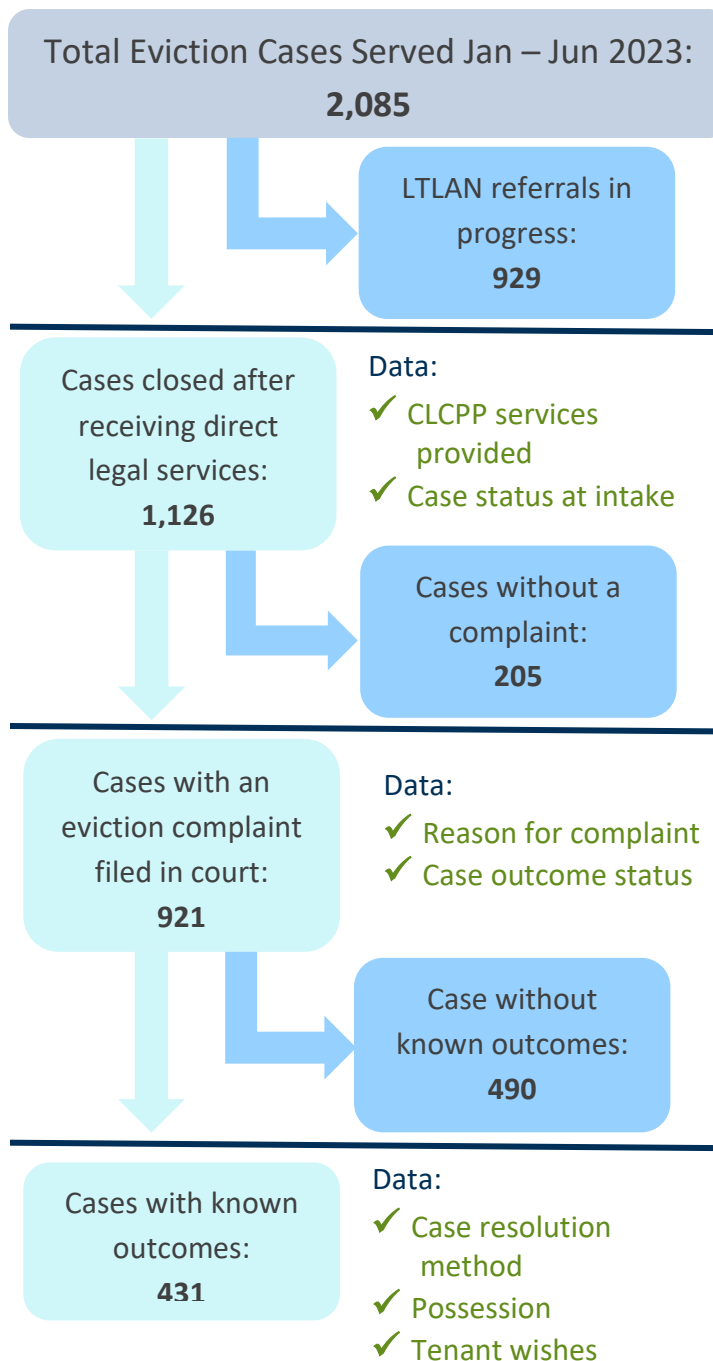 Total Eviction Cases Served Jan – Jun 2023:
2,085
LTLAN referrals in
progress:
929
Cases closed after
receiving direct
legal services:
1,126
Data:
✓ CLCPP services
provided
✓ Case status at intake
Cases without a
complaint:
205
Cases with an
eviction complaint
filed in court:
921
Data:
✓ Reason for complaint
✓ Case outcome status
Case without
known outcomes:
490
Cases with known
outcomes:
431
Data:
✓ Case resolution
method
✓ Possession
✓ Tenant wishes